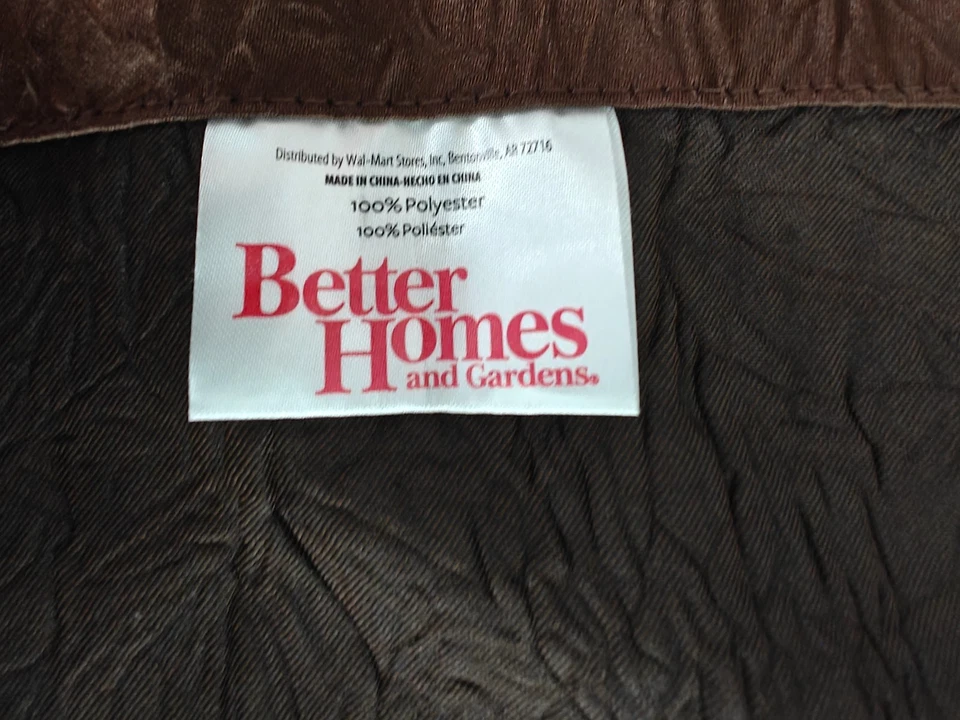 Distributed by Wal-Mart Stores, Inc, Bentonville, AR 72716
MADE IN CHINA-HECHO EN CHINA
100% Polyester
100% Poliéster
Better
Homes
and Gardens®